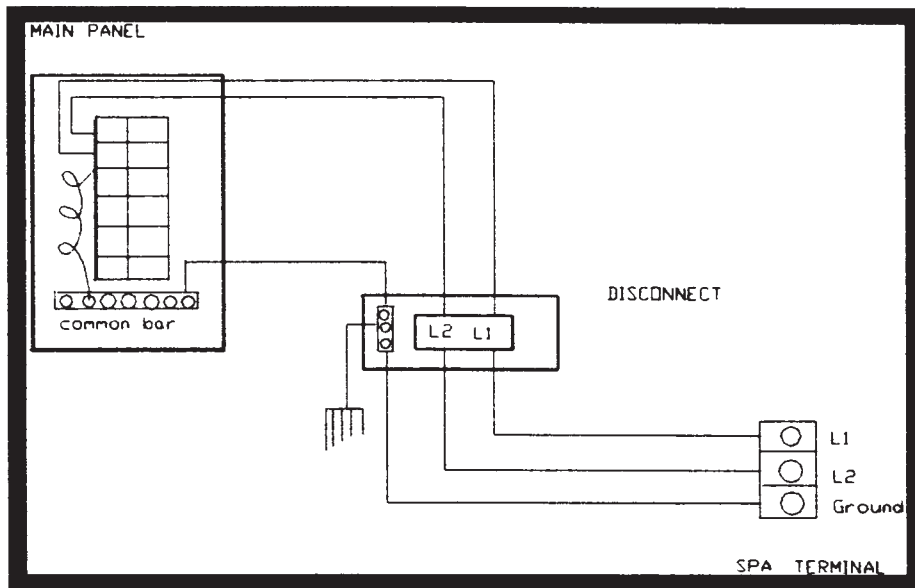 MAIN PANEL
common bar
DISCONNECT
L2 L1
L1
L2
Ground
SPA TERMINAL